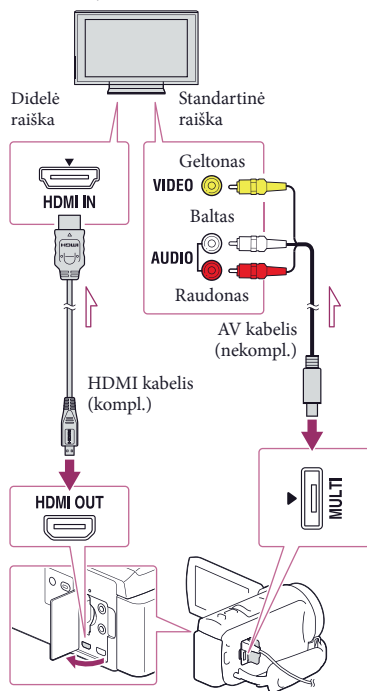 Didelė
raiška
Standartinė
raiška
HDMI IN
Geltonas
VIDEO
Baltas
AUDIO
Raudonas
HDMI
AV kabelis
(nekompl.)
HDMI kabelis
(kompl.)
HDMI OUT
MULTI